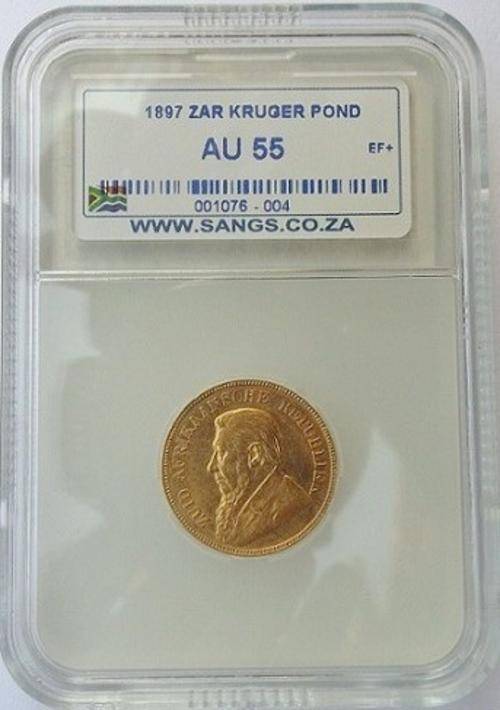 1897 ZAR KRUGER POND
AU 55
EF+
001076 - 004
WWW.SANGS.CO.ZA
ZUID AFRIKAANSCHE REPUBLIEK